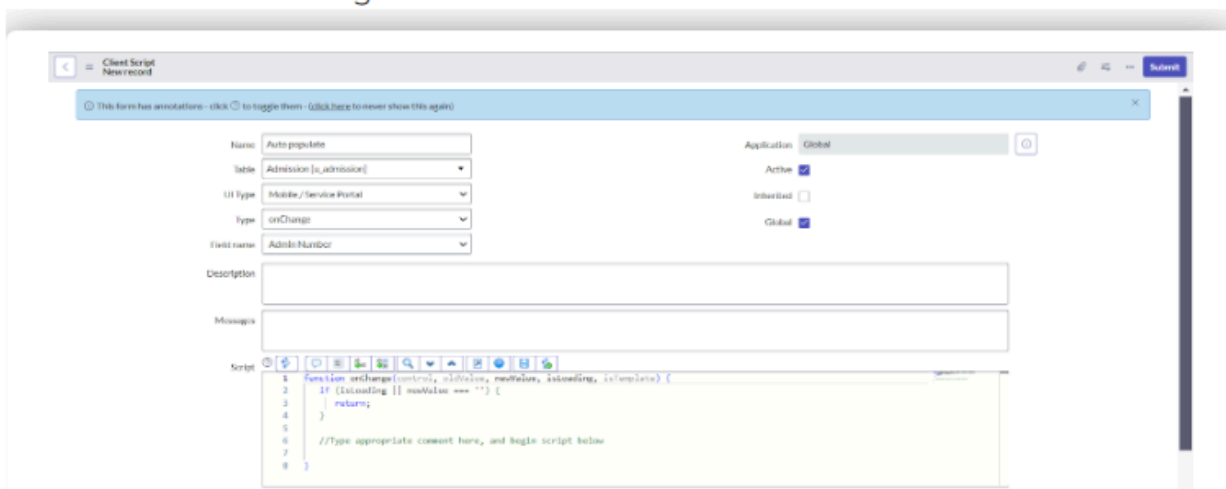 Client Script
New record
Submit
This form has annotations - click to toggle them - (click here to never show this again)
Name Auto populate
Application Global
Table Admission [u_admission]
Active
UI Type Mobile / Service Portal
Inherited
Type onChange
Global
Field name Admin Number
Description
Messages
Script
1 function onChange(control, oldValue, newValue, isLoading, isTemplate) {
2 if (isLoading || newValue === '') {
3 return;
4 }
5
6 //Type appropriate comment here, and begin script below
7
8 }